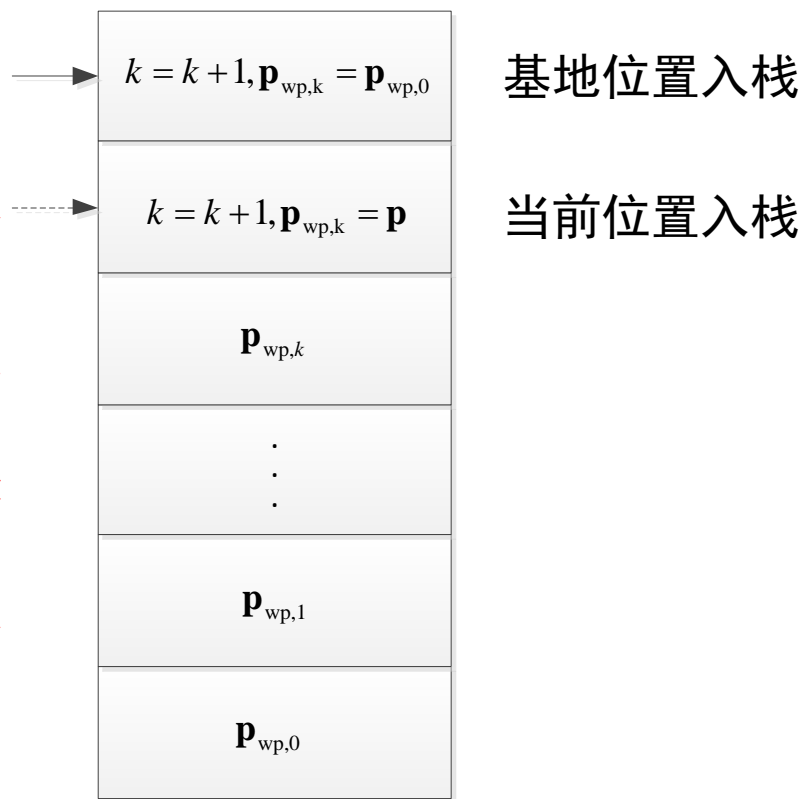 k = k + 1, p_wp,k = p_wp,0 基地位置入栈
k = k + 1, p_wp,k = p 当前位置入栈
p_wp,k
.
.
.
p_wp,1
p_wp,0